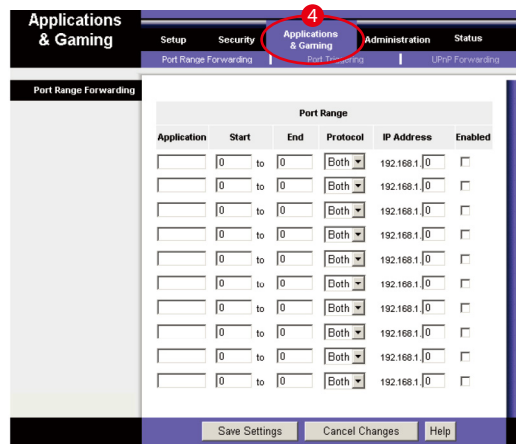 4
Applications
& Gaming
Setup Security Applications & Gaming Administration Status
Port Range Forwarding Port Triggering UPnP Forwarding
Port Range Forwarding
Port Range
Application Start End Protocol IP Address Enabled
0 to 0 Both 192.168.1. 0
0 to 0 Both 192.168.1. 0
0 to 0 Both 192.168.1. 0
0 to 0 Both 192.168.1. 0
0 to 0 Both 192.168.1. 0
0 to 0 Both 192.168.1. 0
0 to 0 Both 192.168.1. 0
0 to 0 Both 192.168.1. 0
0 to 0 Both 192.168.1. 0
0 to 0 Both 192.168.1. 0
Save Settings Cancel Changes Help